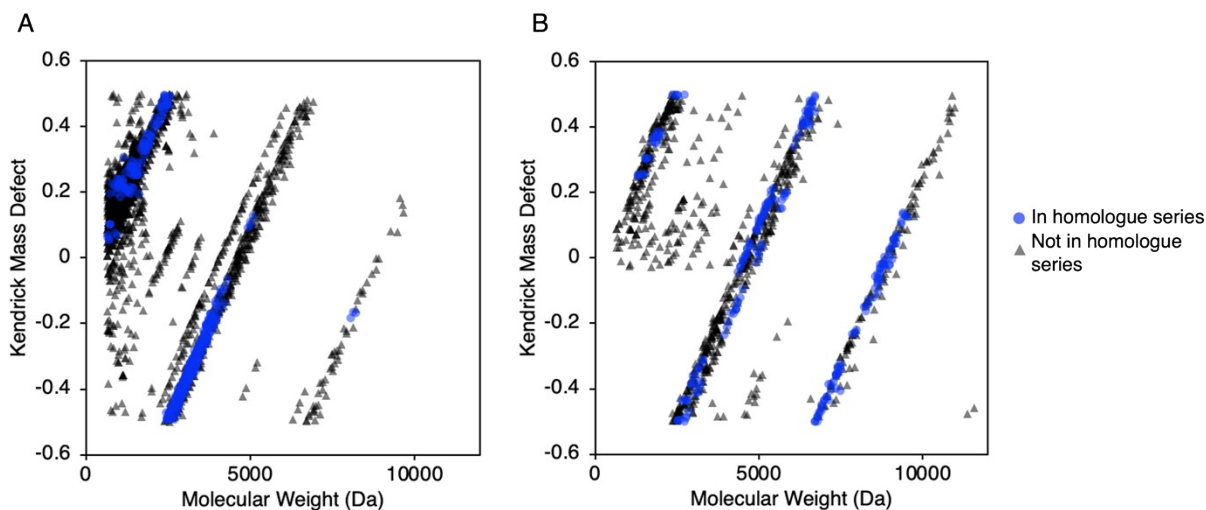 A
B
0.6
0.4
0.2
0
-0.2
-0.4
-0.6
Kendrick Mass Defect
0
5000
10000
Molecular Weight (Da)
0.6
0.4
0.2
0
-0.2
-0.4
-0.6
Kendrick Mass Defect
0
5000
10000
Molecular Weight (Da)
In homologue series
Not in homologue
series